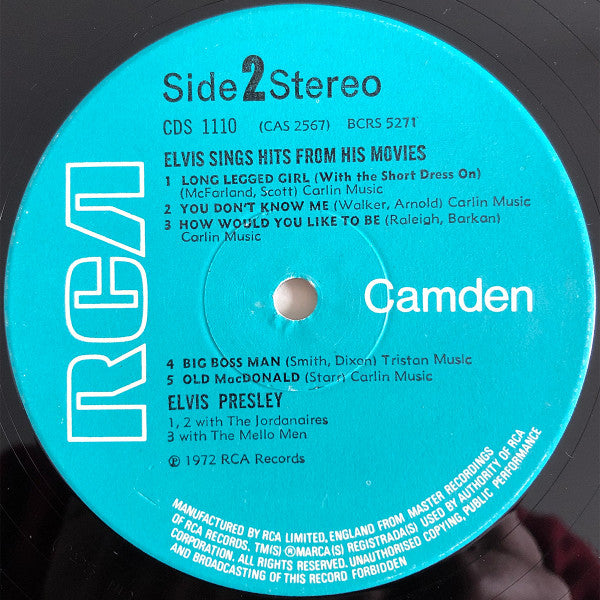 Side 2 Stereo
CDS 1110 (CAS 2567) BCRS 5271
ELVIS SINGS HITS FROM HIS MOVIES
1 LONG LEGGED GIRL (With the Short Dress On)
(McFarland, Scott) Carlin Music
2 YOU DON'T KNOW ME (Walker, Arnold) Carlin Music
3 HOW WOULD YOU LIKE TO BE (Raleigh, Barkan)
Carlin Music
RCA
Camden
4 BIG BOSS MAN (Smith, Dixon) Tristan Music
5 OLD MacDONALD (Starr) Carlin Music
ELVIS PRESLEY
1, 2 with The Jordanaires
3 with The Mello Men
℗ 1972 RCA Records
MANUFACTURED BY RCA LIMITED, ENGLAND FROM MASTER RECORDINGS
OF RCA RECORDS. TM(S) ® MARCA(S) REGISTRADA(S) USED BY AUTHORITY OF RCA
CORPORATION. ALL RIGHTS RESERVED. UNAUTHORISED COPYING, PUBLIC PERFORMANCE
AND BROADCASTING OF THIS RECORD FORBIDDEN